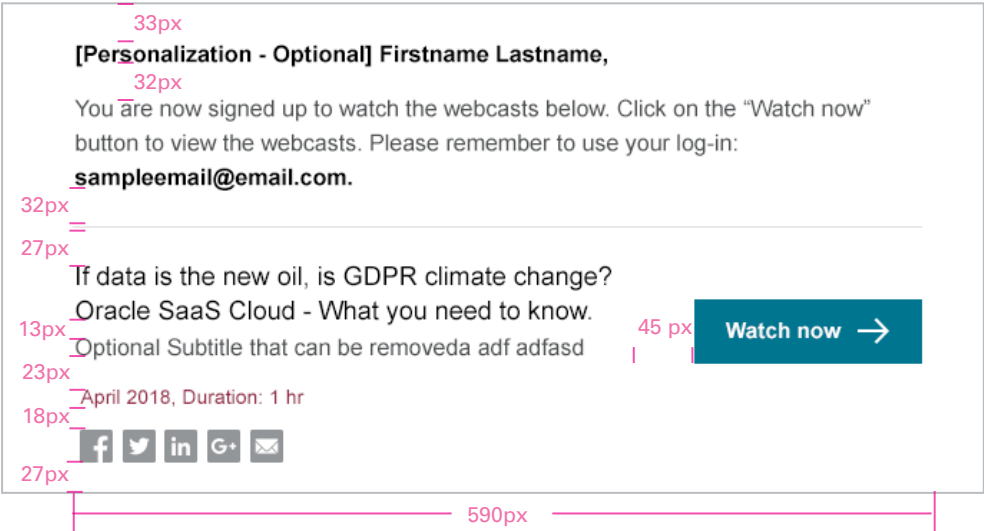 33px
[Personalization - Optional] Firstname Lastname,
32px
You are now signed up to watch the webcasts below. Click on the “Watch now”
button to view the webcasts. Please remember to use your log-in:
sampleemail@email.com.
32px
27px
If data is the new oil, is GDPR climate change?
Oracle SaaS Cloud - What you need to know.
13px
45 px
Watch now
Optional Subtitle that can be removeda adf adfasd
23px
April 2018, Duration: 1 hr
18px
f
in
G+
27px
590px